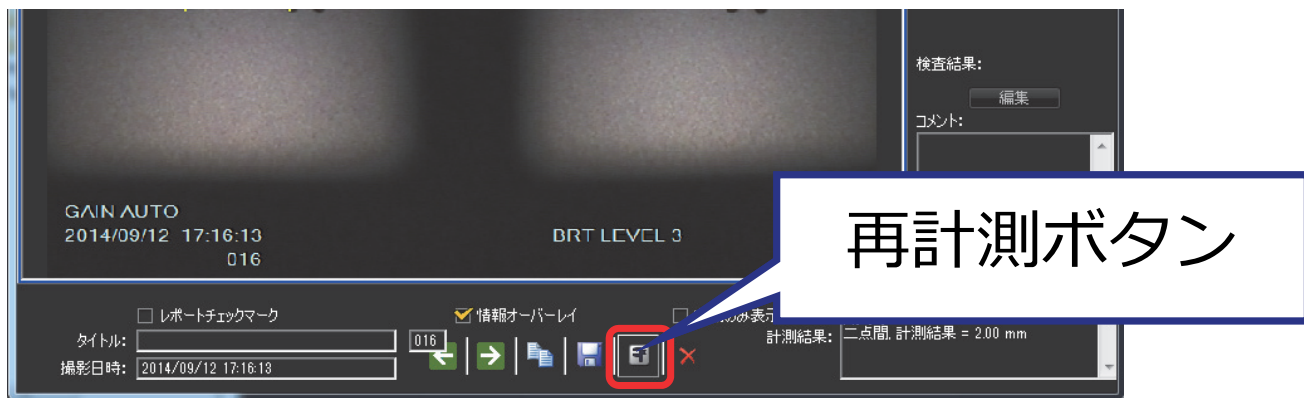 検査結果:
編集
コメント:
GAIN AUTO
2014/09/12 17:16:13
BRT LEVEL 3
016
再計測ボタン
レポートチェックマーク
情報オーバーレイ
のみ表示
タイトル:
016
計測結果:
二点間, 計測結果 = 2.00 mm
撮影日時:
2014/09/12 17:16:13